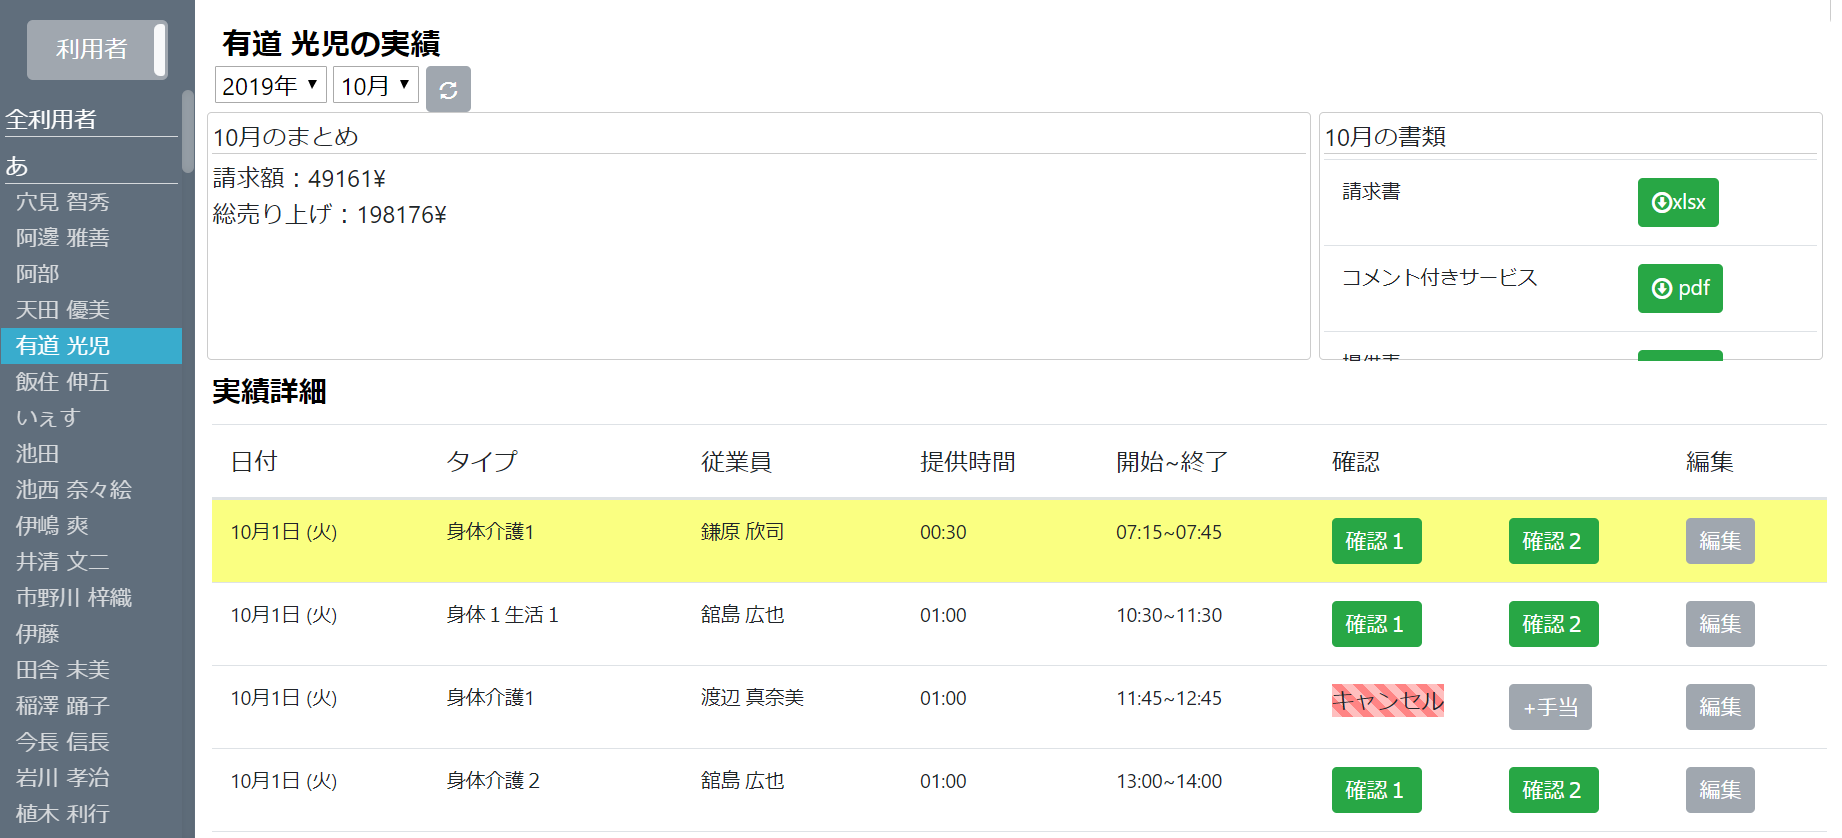 利用者
全利用者
あ
穴見 智秀
阿邊 雅善
阿部
天田 優美
有道 光児
飯住 伸五
いぇす
池田
池西 奈々絵
伊嶋 爽
井清 文二
市野川 梓織
伊藤
田舎 末美
稲澤 踊子
今長 信長
岩川 孝治
植木 利行
有道 光児の実績
2019年 10月
10月のまとめ
請求額：49161¥
総売り上げ：198176¥
10月の書類
請求書 xlsx
コメント付きサービス pdf
実績詳細
日付 タイプ 従業員 提供時間 開始~終了 確認 編集
10月1日 (火) 身体介護1 鎌原 欣司 00:30 07:15~07:45 確認１ 確認２ 編集
10月1日 (火) 身体１生活１ 舘島 広也 01:00 10:30~11:30 確認１ 確認２ 編集
10月1日 (火) 身体介護1 渡辺 真奈美 01:00 11:45~12:45 キャンセル +手当 編集
10月1日 (火) 身体介護２ 舘島 広也 01:00 13:00~14:00 確認１ 確認２ 編集